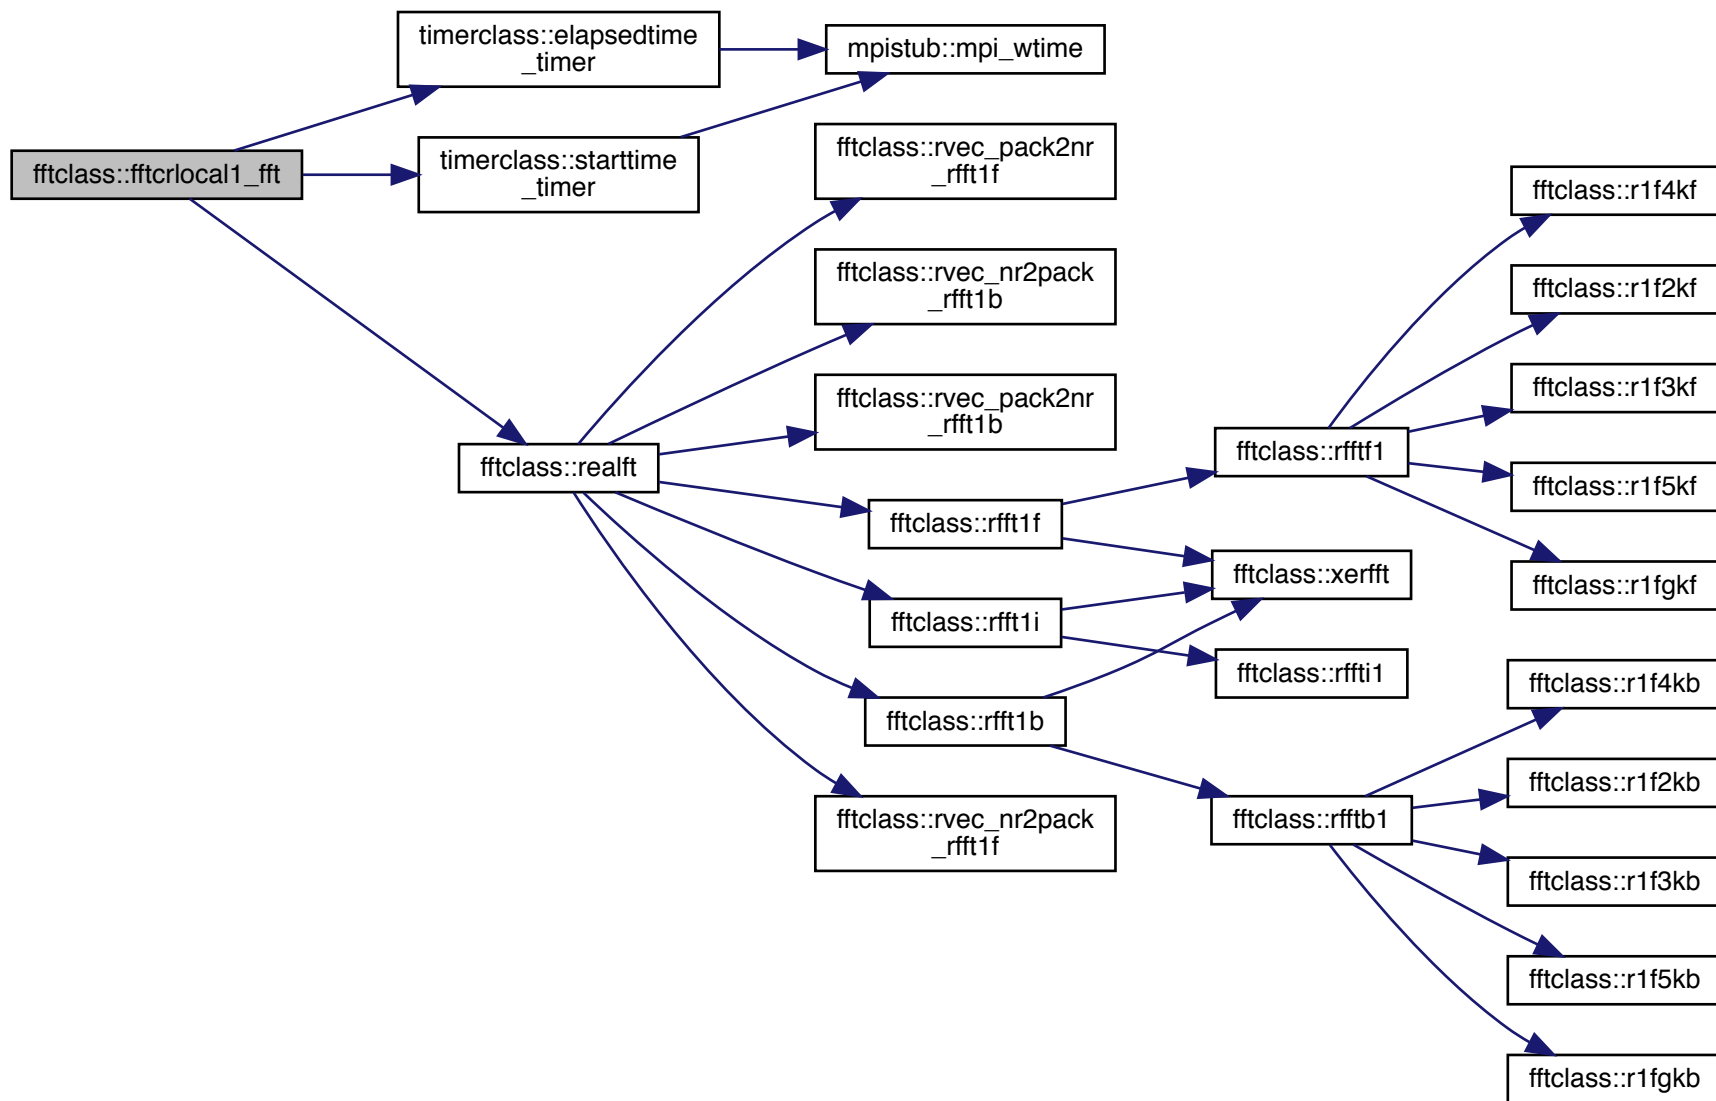 fftclass::fftcrlocal1_fft
timerclass::elapsedtime
_timer
timerclass::starttime
_timer
mpistub::mpi_wtime
fftclass::realft
fftclass::rvec_pack2nr
_rfft1f
fftclass::rvec_nr2pack
_rfft1b
fftclass::rvec_pack2nr
_rfft1b
fftclass::rfft1f
fftclass::rfft1i
fftclass::rfft1b
fftclass::rvec_nr2pack
_rfft1f
fftclass::rfftf1
fftclass::xerfft
fftclass::rffti1
fftclass::rfftb1
fftclass::r1f4kf
fftclass::r1f2kf
fftclass::r1f3kf
fftclass::r1f5kf
fftclass::r1fgkf
fftclass::r1f4kb
fftclass::r1f2kb
fftclass::r1f3kb
fftclass::r1f5kb
fftclass::r1fgkb